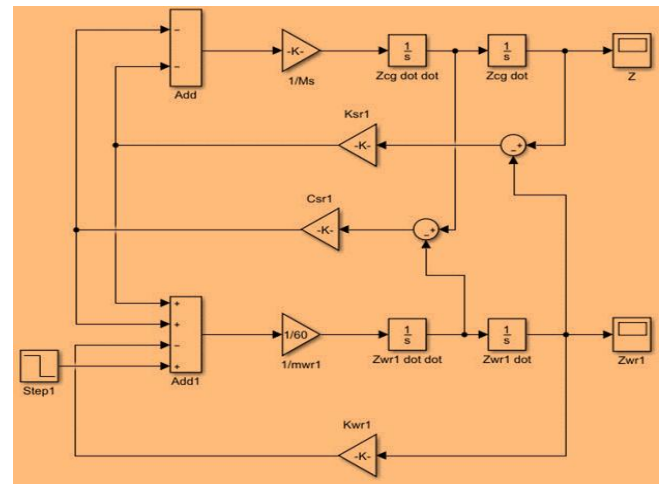 −
−
Add
-K-
1/Ms
1
s
Zcg dot dot
1
s
Zcg dot
Z
Ksr1
-K-
− +
Csr1
-K-
− +
+
+
−
+
Add1
1/60
1/mwr1
1
s
Zwr1 dot dot
1
s
Zwr1 dot
Zwr1
Step1
Kwr1
-K-